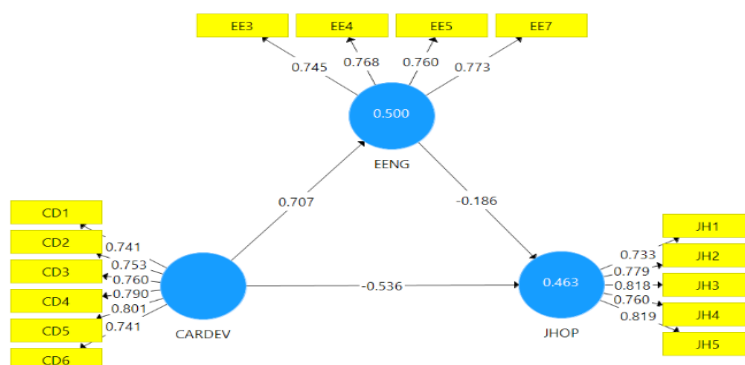 EE3 EE4 EE5 EE7
0.745 0.768 0.760 0.773
0.500
EENG
0.707 -0.186
CD1
CD2
CD3
CD4
CD5
CD6
0.741
0.753
0.760
0.790
0.801
0.741
CARDEV
-0.536
0.463
JHOP
0.733
0.779
0.818
0.760
0.819
JH1
JH2
JH3
JH4
JH5